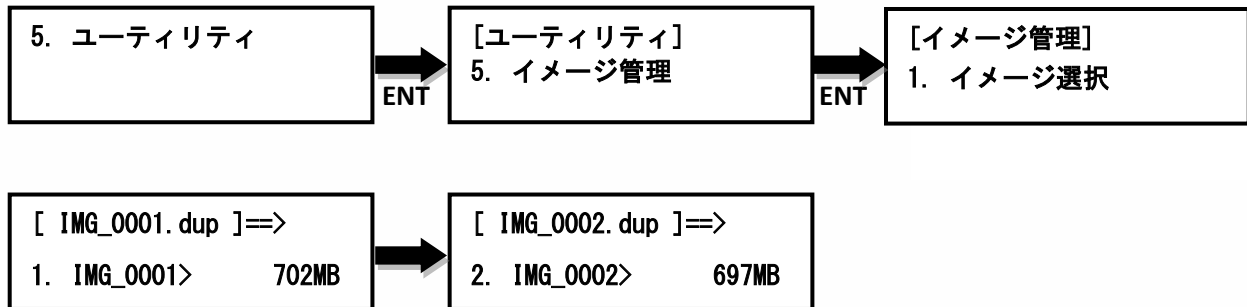 5. ユーティリティ
ENT
[ユーティリティ]
5. イメージ管理
ENT
[イメージ管理]
1. イメージ選択
[ IMG_0001.dup ]==>
1. IMG_0001> 702MB
[ IMG_0002.dup ]==>
2. IMG_0002> 697MB